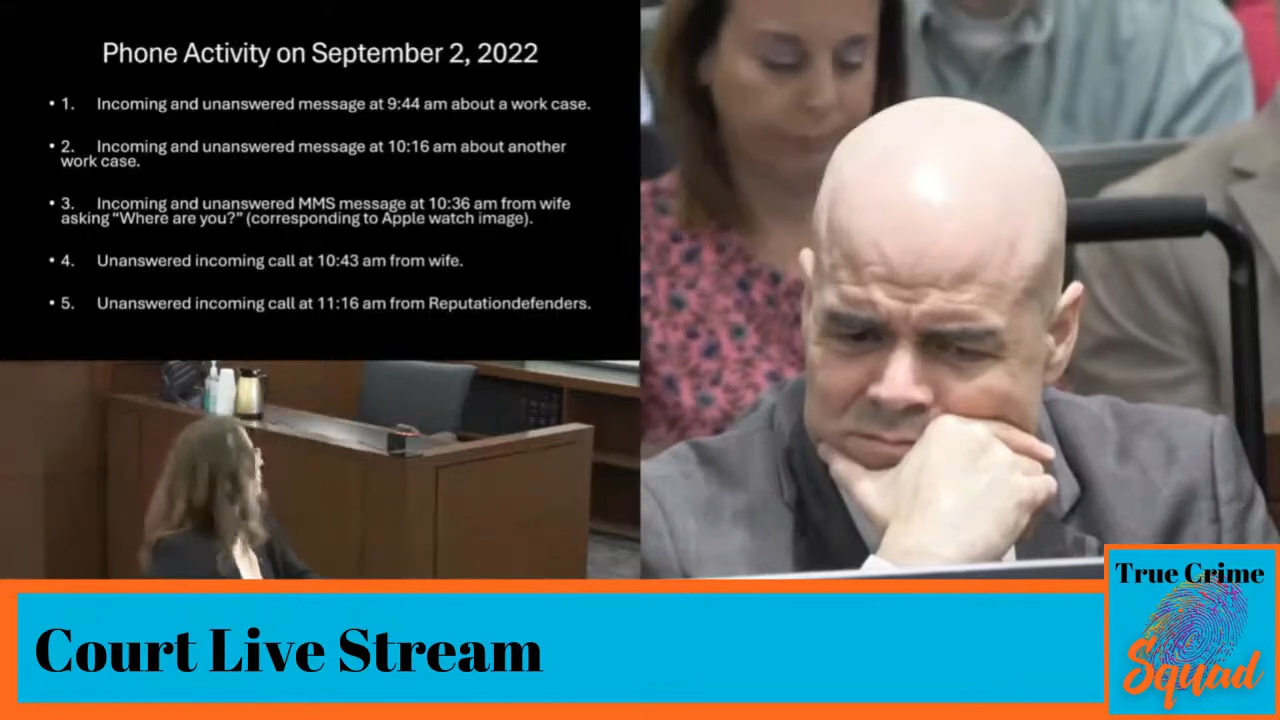 Phone Activity on September 2, 2022
• 1. Incoming and unanswered message at 9:44 am about a work case.
• 2. Incoming and unanswered message at 10:16 am about another
work case.
• 3. Incoming and unanswered MMS message at 10:36 am from wife
asking “Where are you?” (corresponding to Apple watch image).
• 4. Unanswered incoming call at 10:43 am from wife.
• 5. Unanswered incoming call at 11:16 am from Reputationdefenders.
Court Live Stream
True Crime
Squad